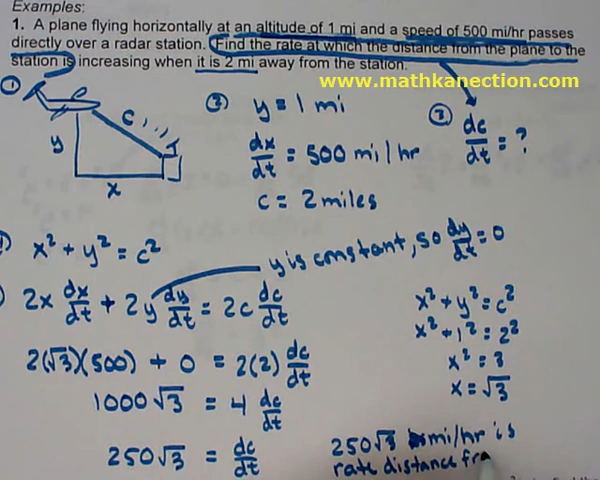 Examples:
1. A plane flying horizontally at an altitude of 1 mi and a speed of 500 mi/hr passes
directly over a radar station. Find the rate at which the distance from the plane to the
station is increasing when it is 2 mi away from the station.
www.mathkanection.com
① ② y = 1 mi ③ dc/dt = ?
c
y
x
dx/dt = 500 mi/hr
c = 2 miles
x² + y² = c²
y is constant, so dy/dt = 0
2x dx/dt + 2y dy/dt = 2c dc/dt
x² + y² = c²
x² + 1² = 2²
2(√3)(500) + 0 = 2(2) dc/dt
x² = 3
x = √3
1000√3 = 4 dc/dt
250√3 = dc/dt
250√3 mi/hr is
rate distance fr